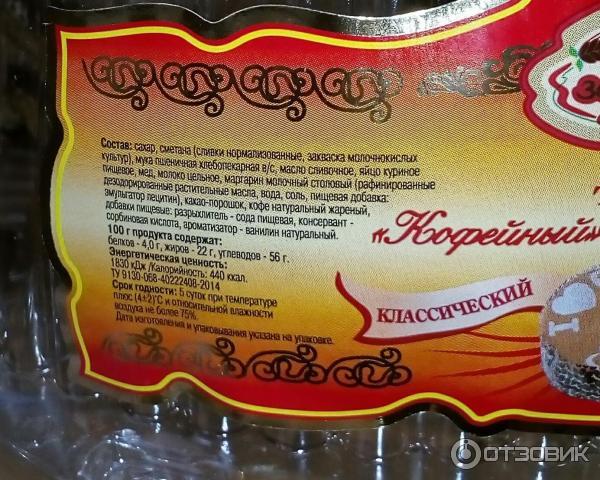 Состав: сахар, сметана (сливки нормализованные, закваска молочнокислых
культур), мука пшеничная хлебопекарная в/с, масло сливочное, яйцо куриное
пищевое, мед, молоко цельное, маргарин молочный столовый (рафинированные
дезодорированные растительные масла, вода, соль, пищевая добавка:
эмульгатор лецитин), какао-порошок, кофе натуральный жареный,
добавки пищевые: разрыхлитель - сода пищевая, консервант -
сорбиновая кислота, ароматизатор - ванилин натуральный.
100 г продукта содержат:
белков - 4,0 г, жиров - 22 г, углеводов - 56 г.
Энергетическая ценность:
1830 кДж /Калорийность: 440 ккал.
ТУ 9130-068-40222408-2014
Срок годности: 5 суток при температуре
плюс (4±2)°С и относительной влажности
воздуха не более 75%.
Дата изготовления и упаковывания указана на упаковке.
«Кофейный»
КЛАССИЧЕСКИЙ
I
ОТЗОВИК